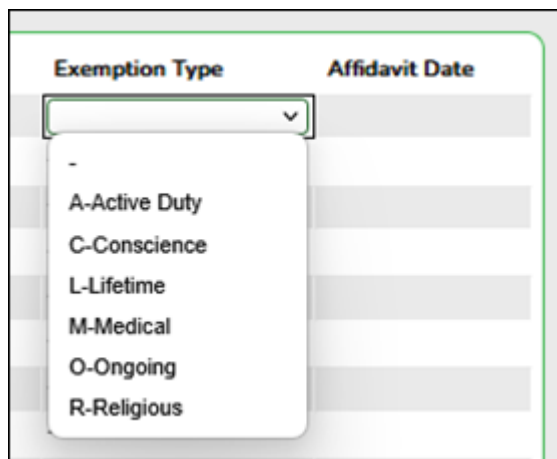 Exemption Type Affidavit Date
-
A-Active Duty
C-Conscience
L-Lifetime
M-Medical
O-Ongoing
R-Religious